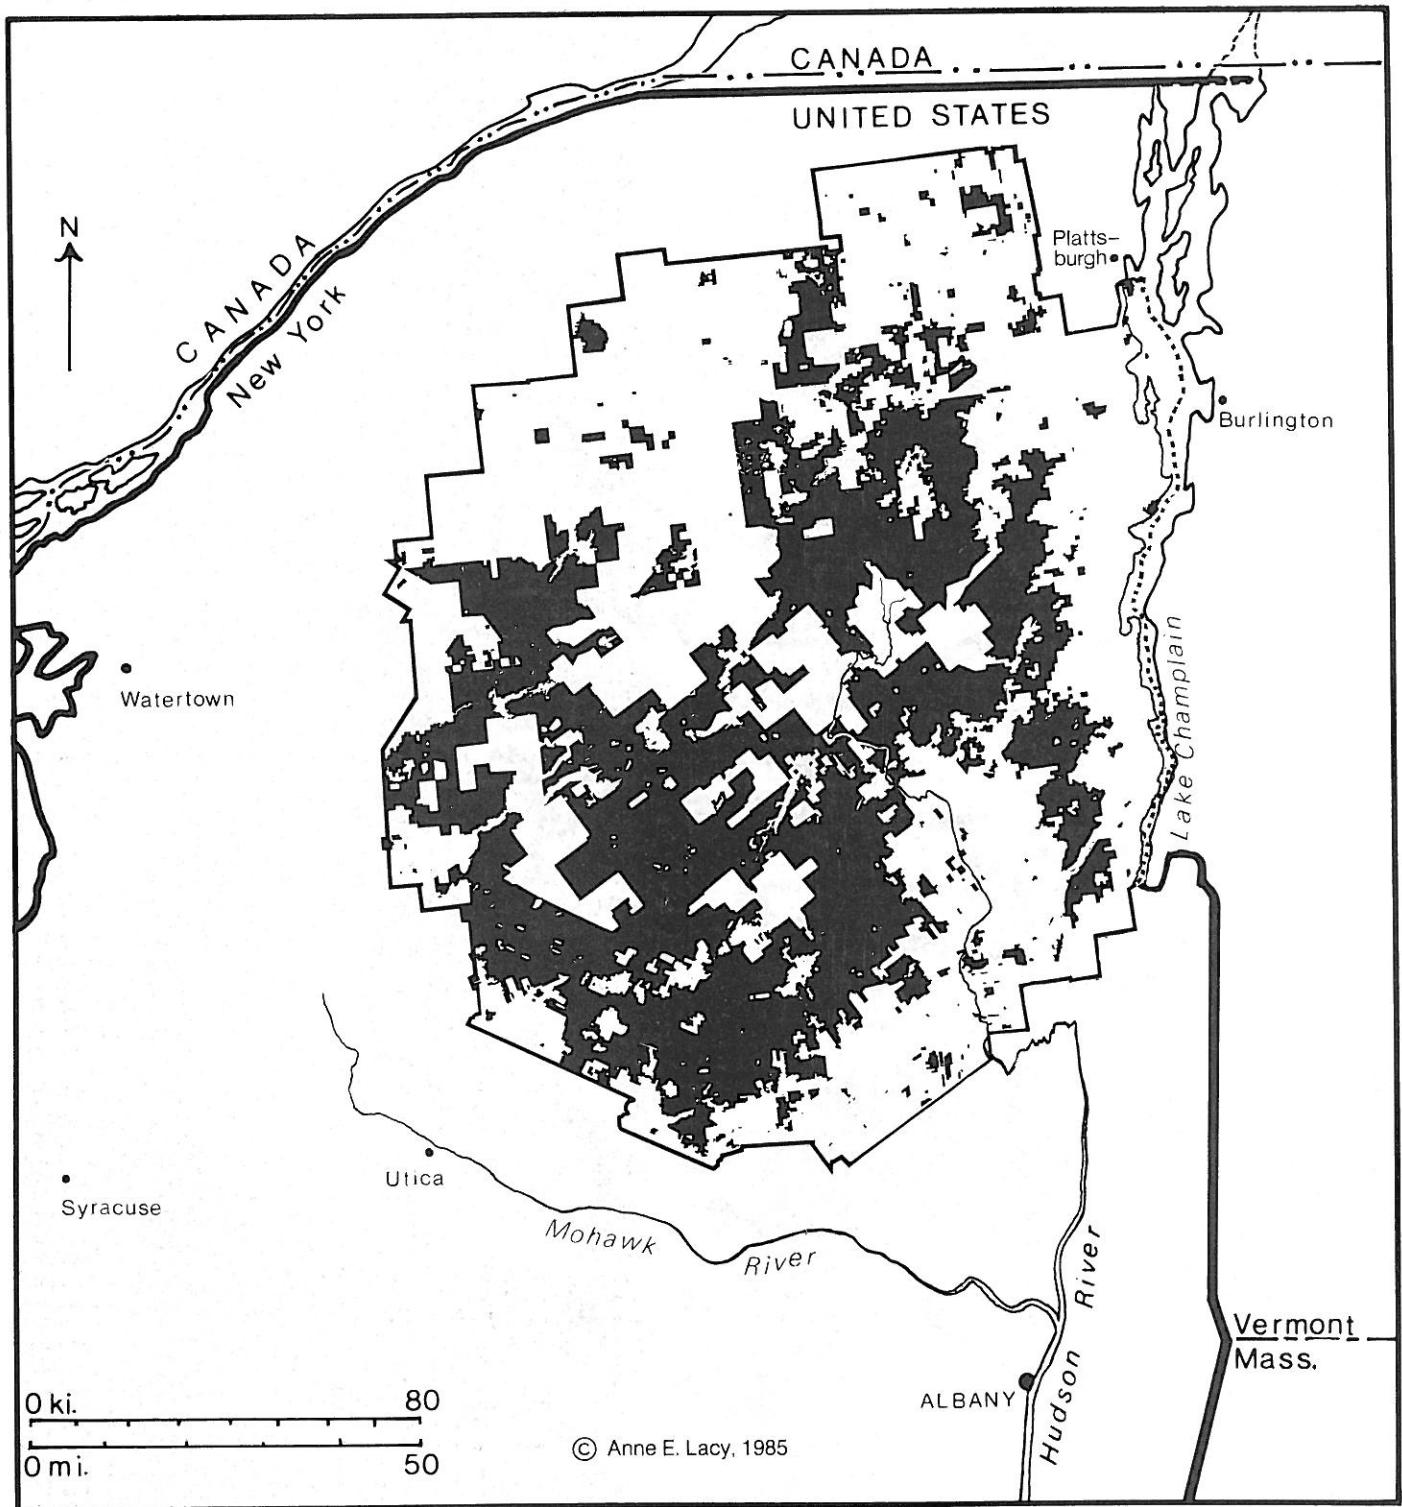 CANADA
UNITED STATES
N
Platts-
burgh
CANADA
New York
Burlington
Watertown
Lake Champlain
Utica
Syracuse
Mohawk River
Hudson River
Vermont
Mass.
ALBANY
0 ki. 80
0 mi. 50
© Anne E. Lacy, 1985